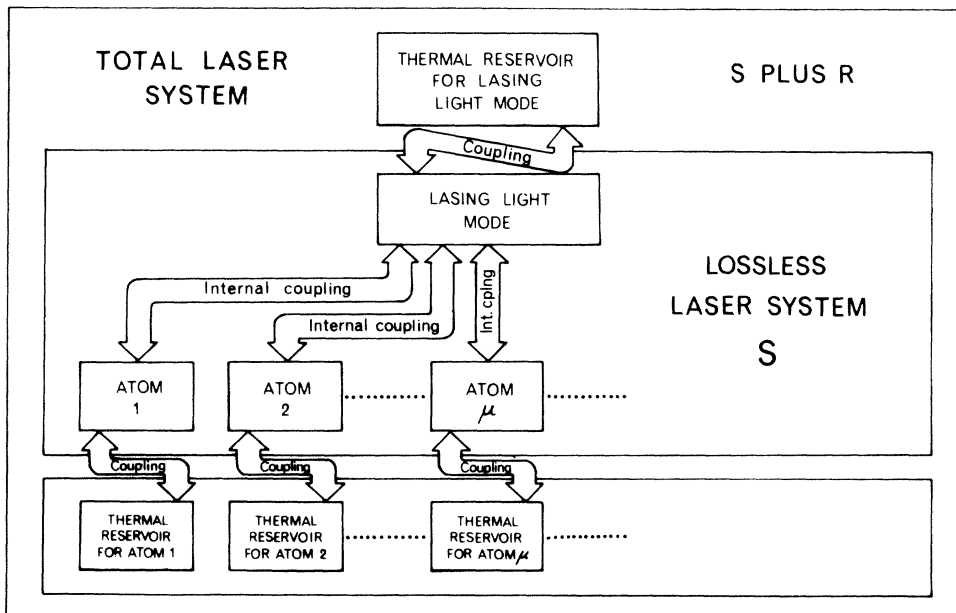 TOTAL LASER
SYSTEM
THERMAL RESERVOIR
FOR LASING
LIGHT MODE
S PLUS R
Coupling
LASING LIGHT
MODE
Internal coupling
Internal coupling
Int. cplng
LOSSLESS
LASER SYSTEM
S
ATOM
1
ATOM
2
ATOM
μ
Coupling
Coupling
Coupling
THERMAL
RESERVOIR
FOR ATOM 1
THERMAL
RESERVOIR
FOR ATOM 2
THERMAL
RESERVOIR
FOR ATOM μ